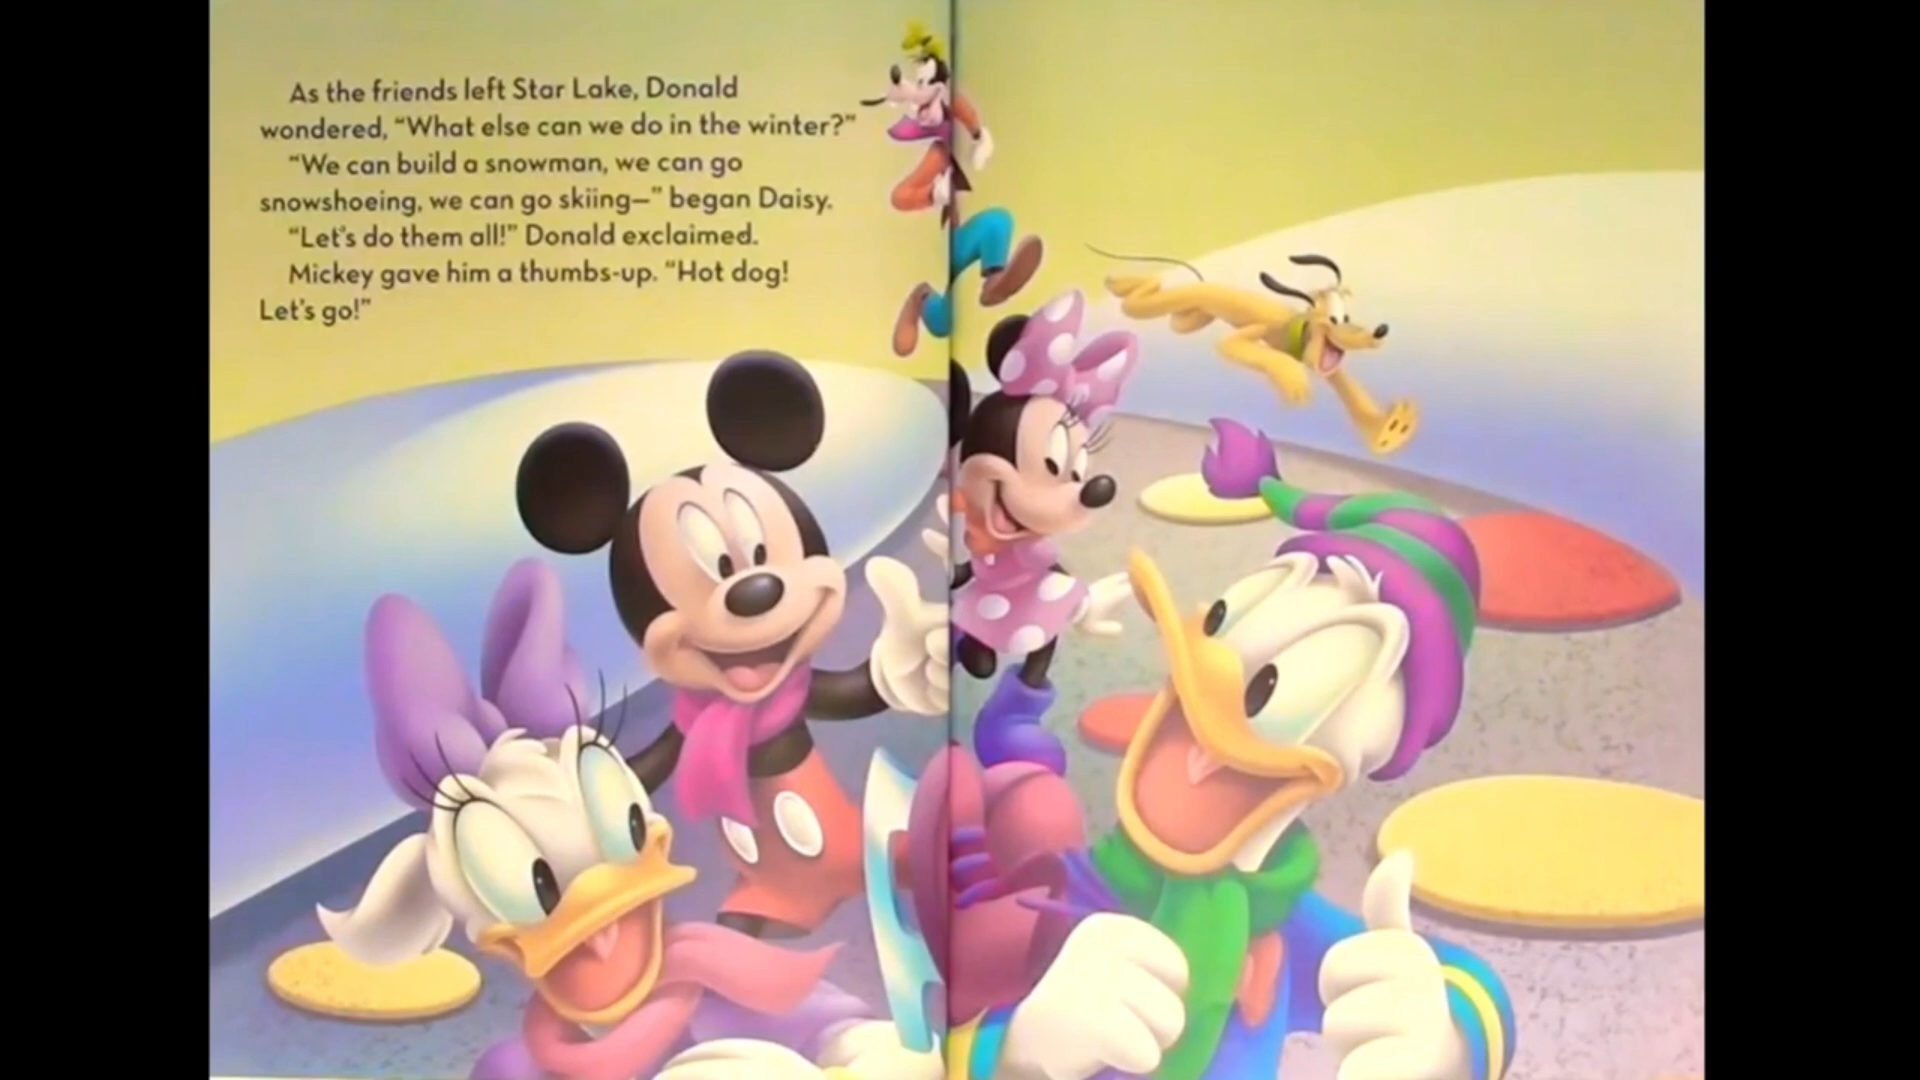 As the friends left Star Lake, Donald
wondered, “What else can we do in the winter?”
“We can build a snowman, we can go
snowshoeing, we can go skiing—” began Daisy.
“Let’s do them all!” Donald exclaimed.
Mickey gave him a thumbs-up. “Hot dog!
Let’s go!”